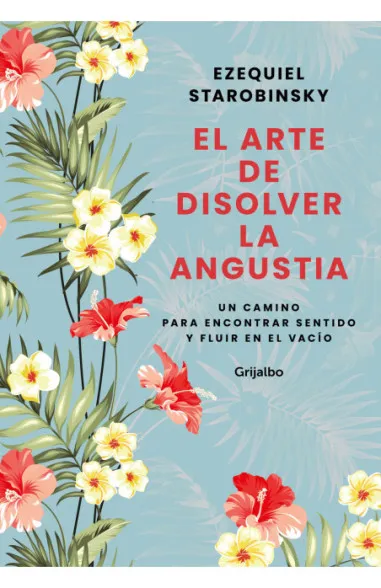 EZEQUIEL
STAROBINSKY
EL ARTE
DE
DISOLVER
LA
ANGUSTIA
UN CAMINO
PARA ENCONTRAR SENTIDO
Y FLUIR EN EL VACÍO
Grijalbo